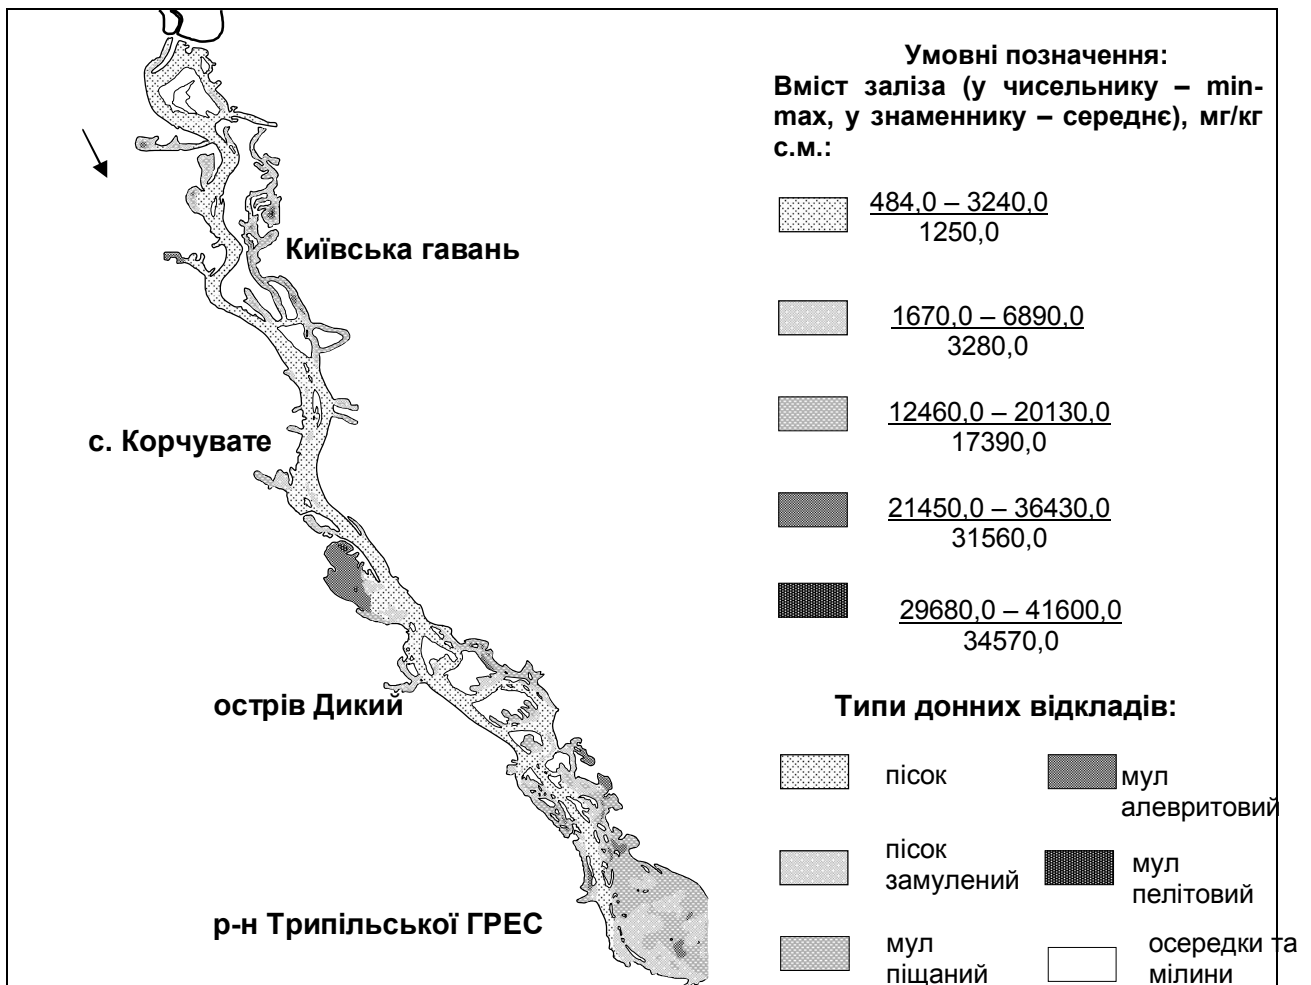 Умовні позначення:
Вміст заліза (у чисельнику – min-
max, у знаменнику – середнє), мг/кг
с.м.:
484,0 – 3240,0
1250,0
Київська гавань
1670,0 – 6890,0
3280,0
12460,0 – 20130,0
17390,0
с. Корчувате
21450,0 – 36430,0
31560,0
29680,0 – 41600,0
34570,0
острів Дикий
Типи донних відкладів:
пісок
мул
алевритовий
пісок
замулений
мул
пелітовий
р-н Трипільської ГРЕС
мул
піщаний
осередки та
мілини